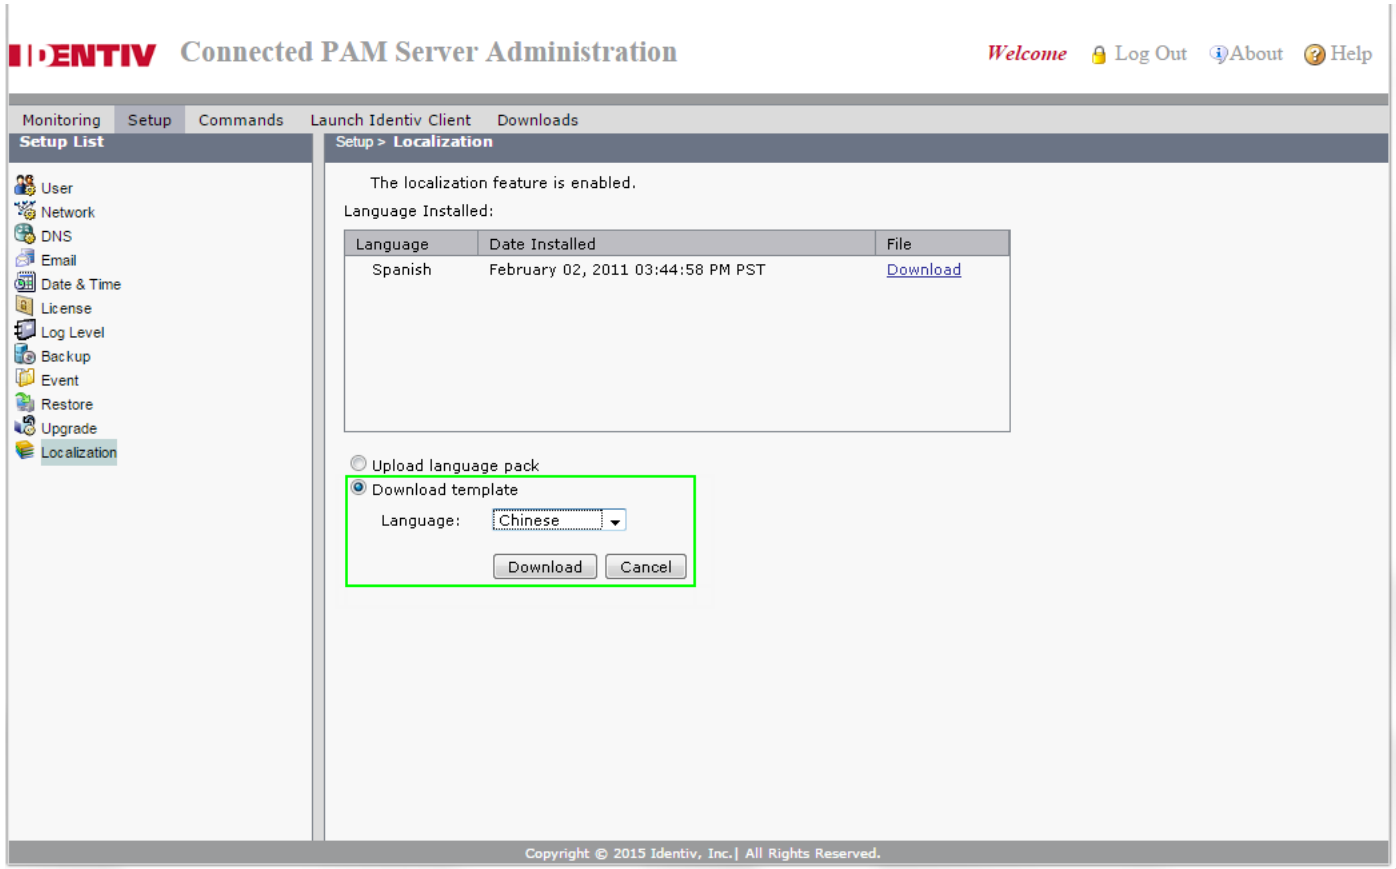 IDENTIV Connected PAM Server Administration Welcome Log Out About Help
Monitoring Setup Commands Launch Identiv Client Downloads
Setup List
User
Network
DNS
Email
Date & Time
License
Log Level
Backup
Event
Restore
Upgrade
Localization
Setup > Localization
The localization feature is enabled.
Language Installed:
Language Date Installed File
Spanish February 02, 2011 03:44:58 PM PST Download
Upload language pack
Download template
Language: Chinese
Download Cancel
Copyright © 2015 Identiv, Inc.| All Rights Reserved.